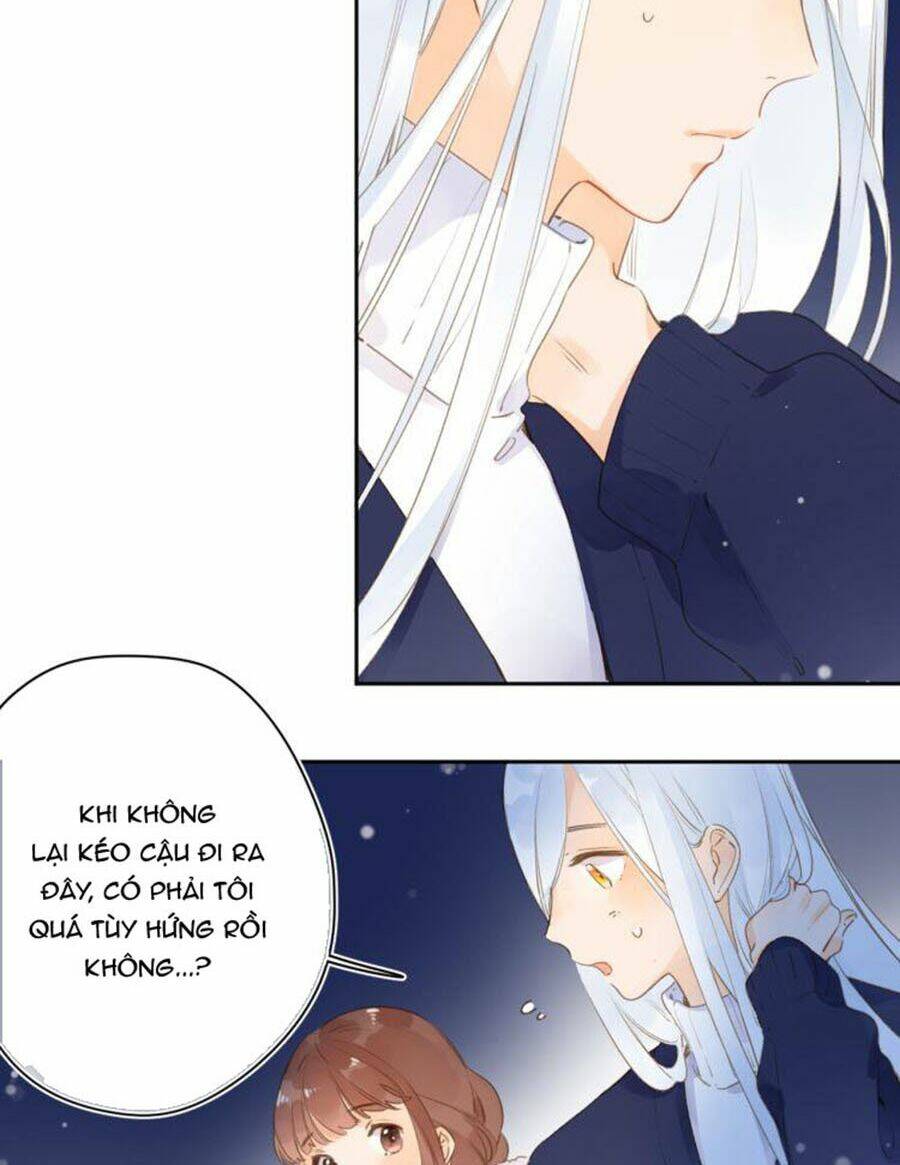 KHI KHÔNG
LẠI KÉO CẬU ĐI RA
ĐÂY, CÓ PHẢI TÔI
QUÁ TÙY HỨNG RỒI
KHÔNG...?